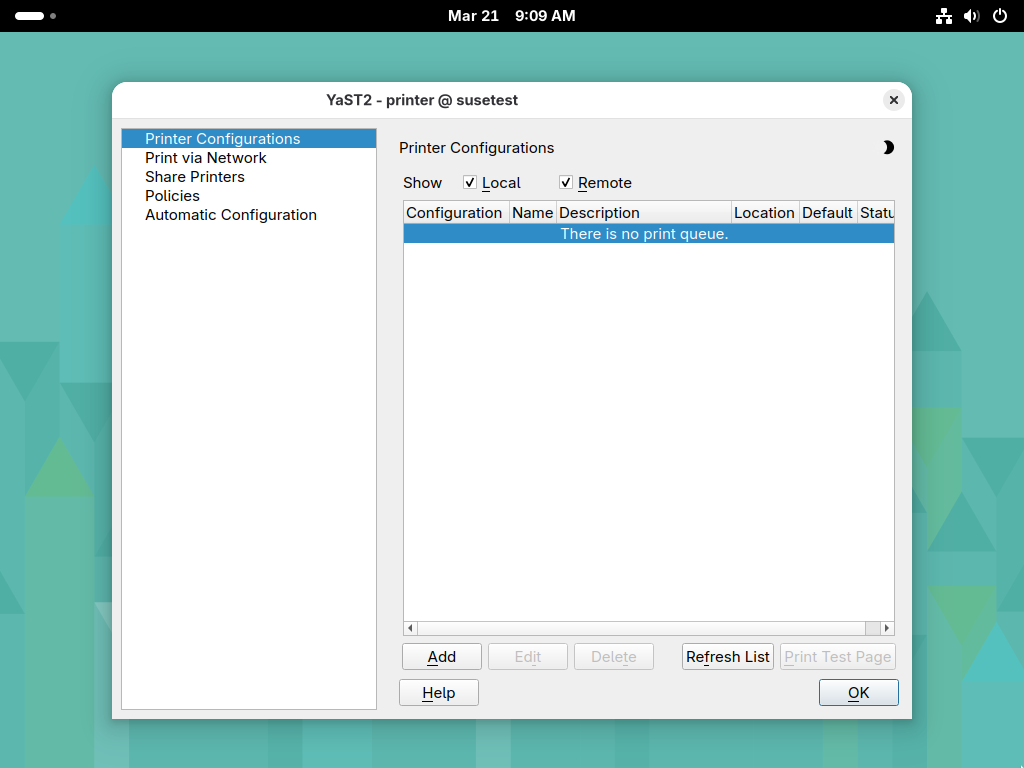 Mar 21 9:09 AM
YaST2 - printer @ susetest
Printer Configurations
Print via Network
Share Printers
Policies
Automatic Configuration
Printer Configurations
Show Local Remote
Configuration Name Description Location Default Statu
There is no print queue.
Add Edit Delete Refresh List Print Test Page
Help OK